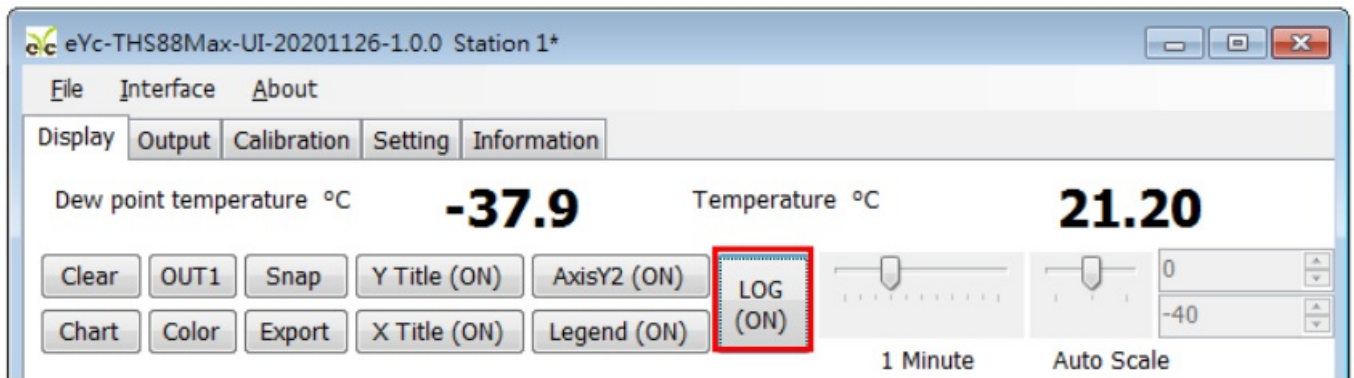 eYc eYc-THS88Max-UI-20201126-1.0.0 Station 1*
File Interface About
Display Output Calibration Setting Information
Dew point temperature °C -37.9 Temperature °C 21.20
Clear OUT1 Snap Y Title (ON) AxisY2 (ON) LOG (ON) 0
Chart Color Export X Title (ON) Legend (ON) -40
1 Minute Auto Scale